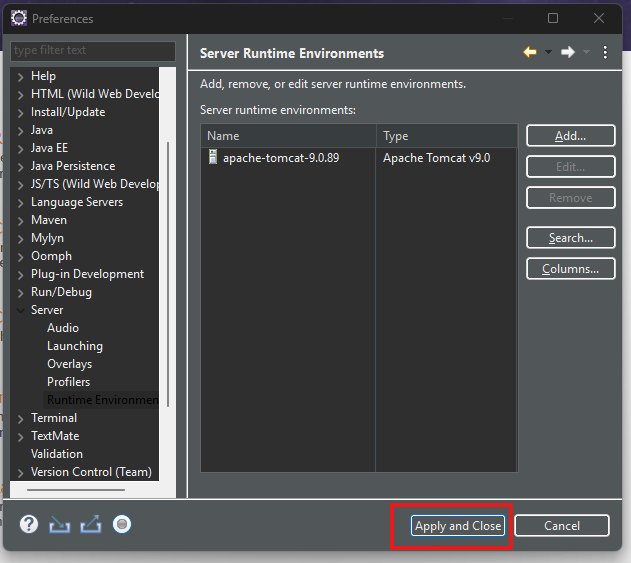 Preferences
type filter text
Help
HTML (Wild Web Develo
Install/Update
Java
Java EE
Java Persistence
JS/TS (Wild Web Develop
Language Servers
Maven
Mylyn
Oomph
Plug-in Development
Run/Debug
Server
Audio
Launching
Overlays
Profilers
Runtime Environmen
Terminal
TextMate
Validation
Version Control (Team)
Server Runtime Environments
Add, remove, or edit server runtime environments.
Server runtime environments:
Name Type
apache-tomcat-9.0.89 Apache Tomcat v9.0
Add...
Edit...
Remove
Search...
Columns...
?
Apply and Close
Cancel